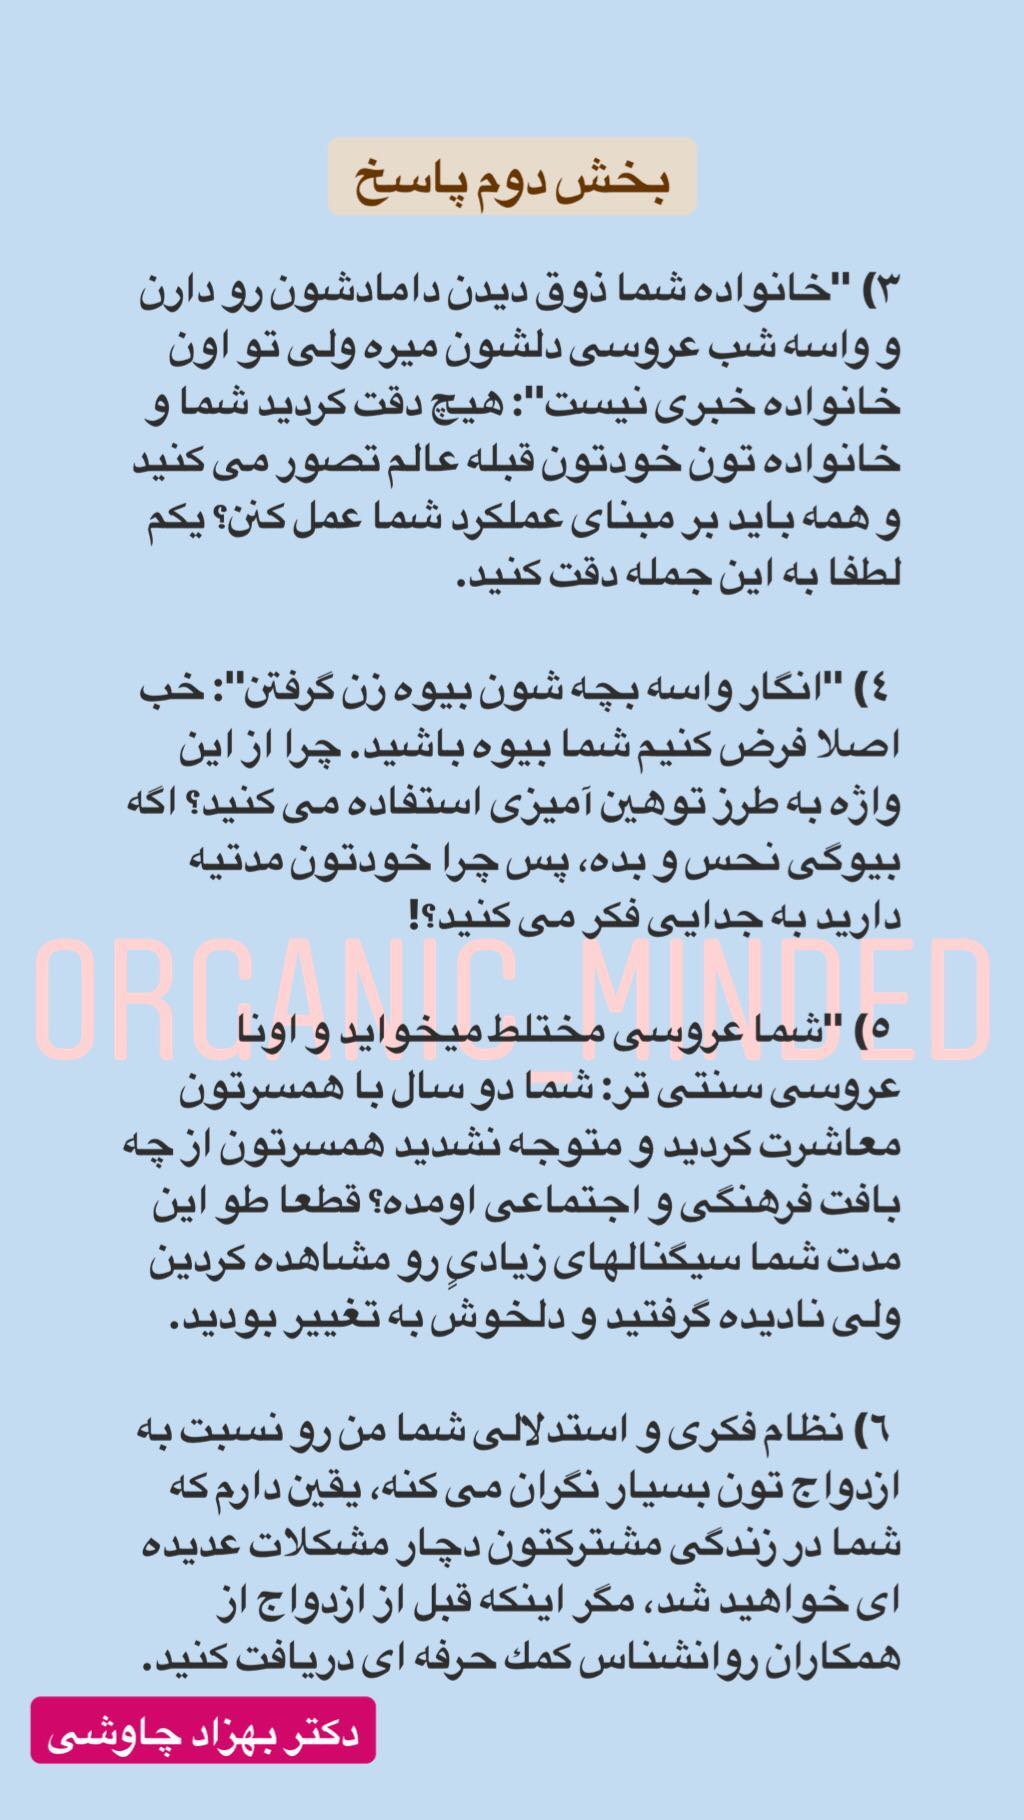 بخش دوم پاسخ
۳) "خانواده شما ذوق دیدن دامادشون رو دارن
و واسه شب عروسی دلشون میره ولی تو اون
خانواده خبری نیست": هیچ دقت کردید شما و
خانواده تون خودتون قبله عالم تصور می کنید
و همه باید بر مبنای عملکرد شما عمل کنن؟ یکم
لطفا به این جمله دقت کنید.
٤) "انگار واسه بچه شون بیوه زن گرفتن": خب
اصلا فرض کنیم شما بیوه باشید. چرا از این
واژه به طرز توهین آمیزی استفاده می کنید؟ اگه
بیوگی نحس و بده، پس چرا خودتون مدتیه
دارید به جدایی فکر می کنید؟!
ORGANIC_MINDED
٥) "شما عروسی مختلط میخواید و اونا
عروسی سنتی تر: شما دو سال با همسرتون
معاشرت کردید و متوجه نشدید همسرتون از چه
بافت فرهنگی و اجتماعی اومده؟ قطعا طو این
مدت شما سیگنالهای زیادیٍ رو مشاهده کردین
ولی نادیده گرفتید و دلخوش به تغییر بودید.
٦) نظام فکری و استدلالی شما من رو نسبت به
ازدواج تون بسیار نگران می کنه، یقین دارم که
شما در زندگی مشترکتون دچار مشکلات عدیده
ای خواهید شد، مگر اینکه قبل از ازدواج از
همکاران روانشناس کمك حرفه ای دریافت کنید.
دکتر بهزاد چاوشی